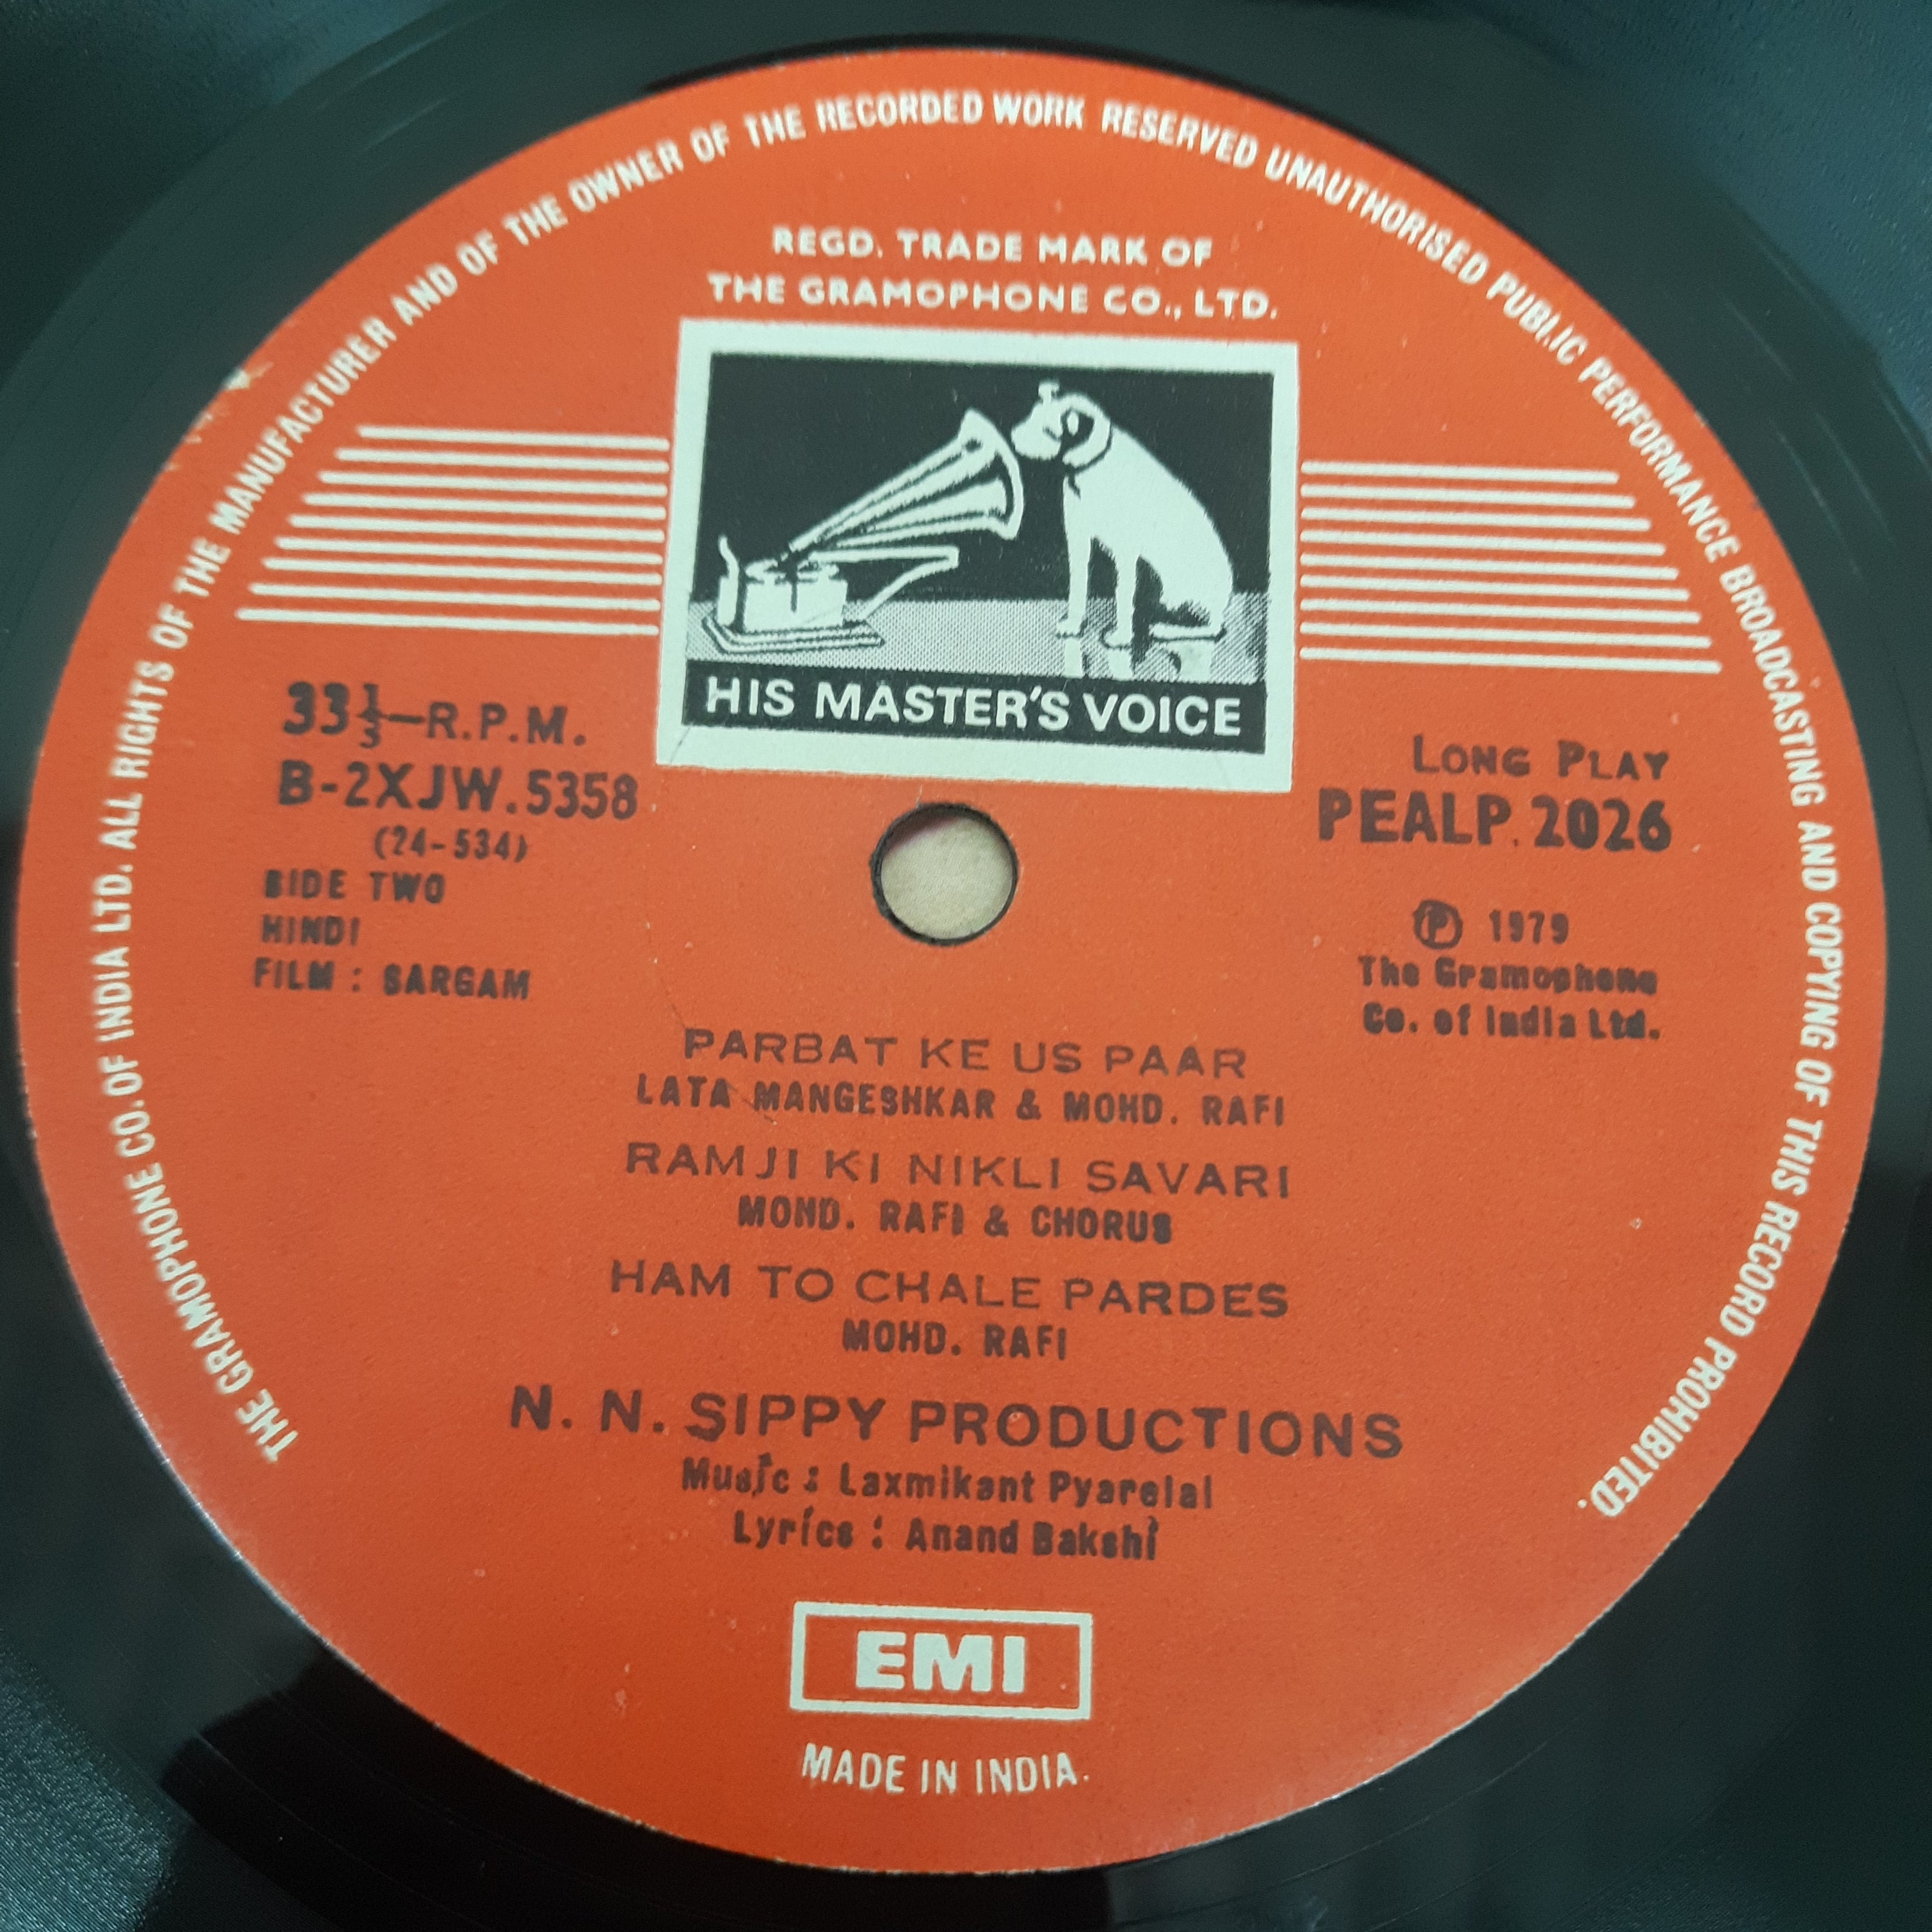 THE GRAMOPHONE CO. OF INDIA LTD. ALL RIGHTS OF THE MANUFACTURER AND OF THE OWNER OF THE RECORDED WORK RESERVED UNAUTHORISED PUBLIC PERFORMANCE BROADCASTING AND COPYING OF THIS RECORD PROHIBITED.
REGD. TRADE MARK OF
THE GRAMOPHONE CO., LTD.
HIS MASTER'S VOICE
33⅓-R.P.M.
B-2XJW.5358
(24-534)
SIDE TWO
HINDI
FILM : SARGAM
LONG PLAY
PEALP. 2026
Ⓟ 1979
The Gramophone
Co. of India Ltd.
PARBAT KE US PAAR
LATA MANGESHKAR & MOHD. RAFI
RAMJI KI NIKLI SAVARI
MOHD. RAFI & CHORUS
HAM TO CHALE PARDES
MOHD. RAFI
N. N. SIPPY PRODUCTIONS
Music : Laxmikant Pyarelal
Lyrics : Anand Bakshi
EMI
MADE IN INDIA.